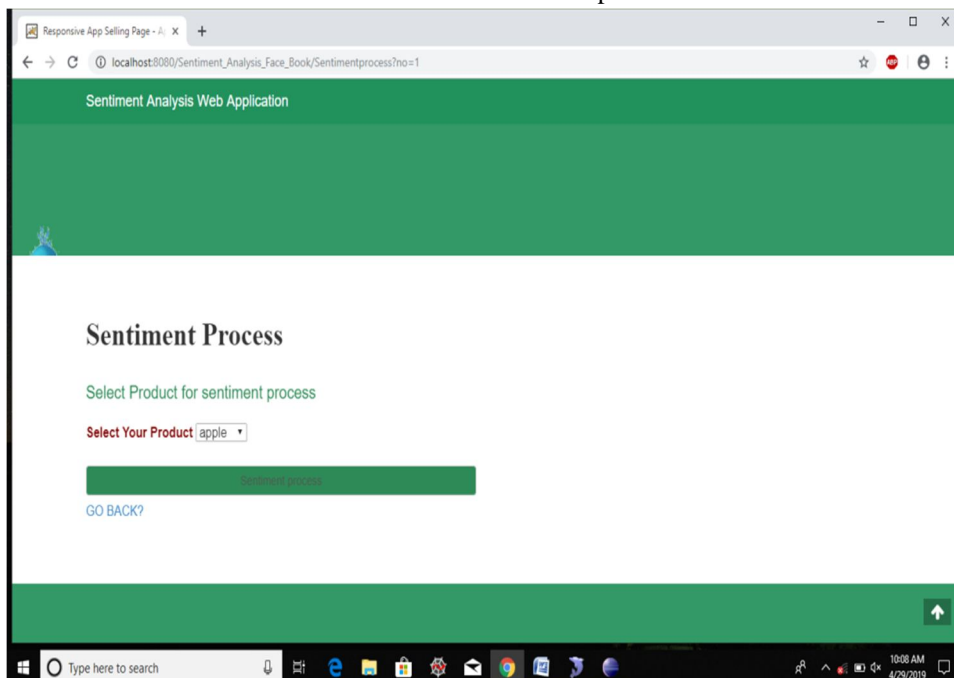 Responsive App Selling Page - A
localhost:8080/Sentiment_Analysis_Face_Book/Sentimentprocess?no=1
ABP
Sentiment Analysis Web Application
Sentiment Process
Select Product for sentiment process
Select Your Product apple
Sentiment process
GO BACK?
Type here to search
10:08 AM
4/29/2019